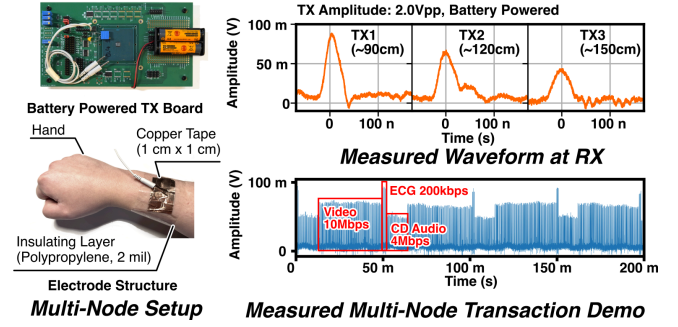 Battery Powered TX Board
Hand
Copper Tape
(1 cm x 1 cm)
Insulating Layer
(Polypropylene, 2 mil)
Electrode Structure
Multi-Node Setup
TX Amplitude: 2.0Vpp, Battery Powered
Amplitude (V)
100 m
50 m
0
TX1
(~90cm)
TX2
(~120cm)
TX3
(~150cm)
0 100 n 0 100 n 0 100 n
Time (s)
Measured Waveform at RX
Amplitude (V)
100 m
0
ECG 200kbps
Video
10Mbps
CD Audio
4Mbps
0 50 m 100 m 150 m 200 m
Time (s)
Measured Multi-Node Transaction Demo